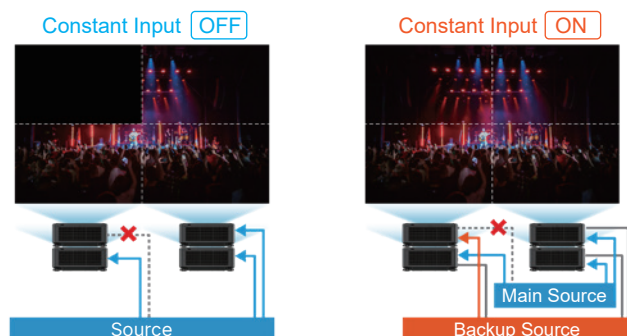 Constant Input OFF
Constant Input ON
Source
Main Source
Backup Source